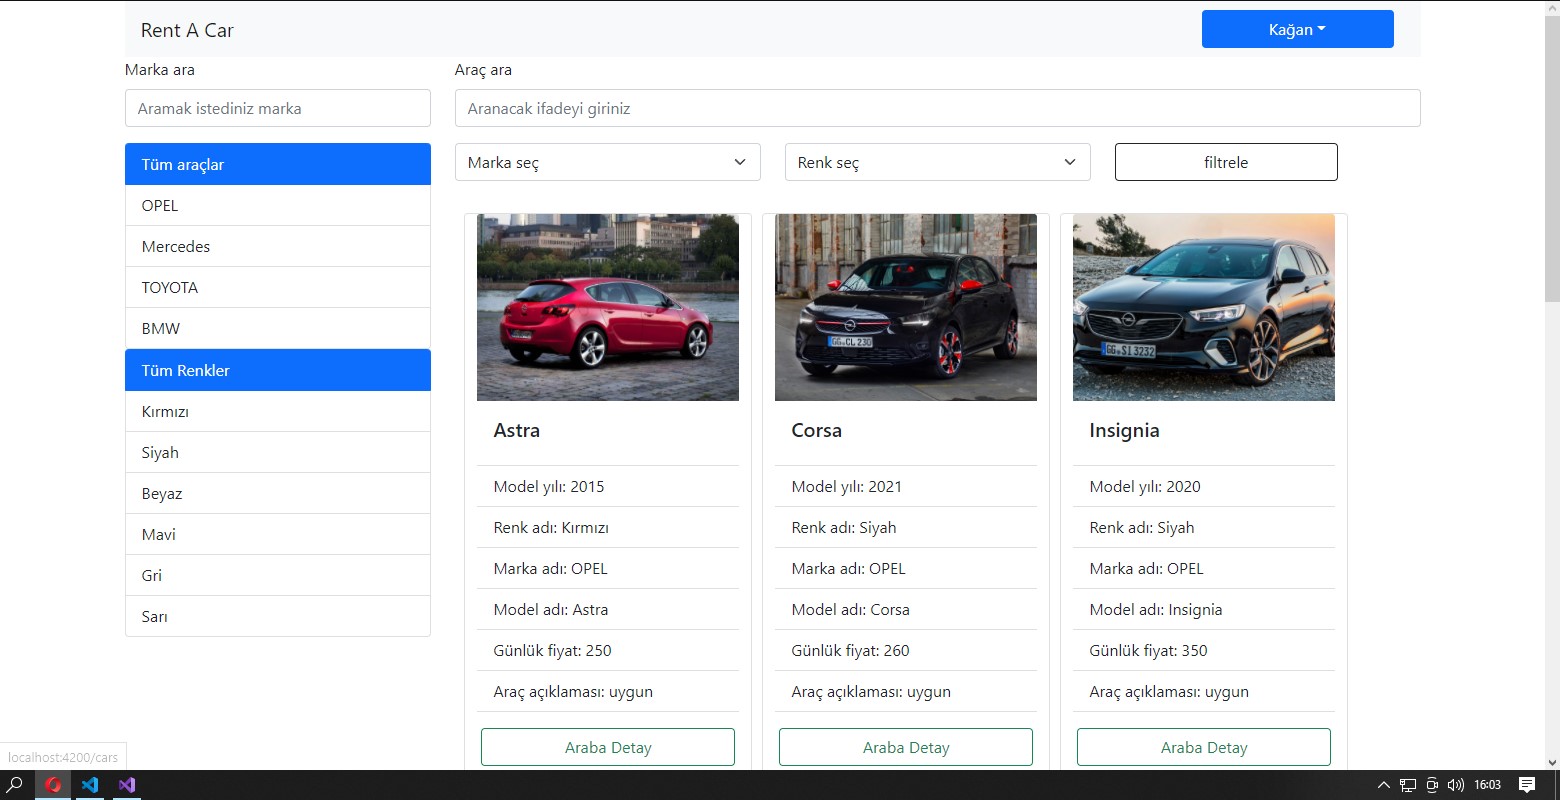 Rent A Car
Kağan
Marka ara
Aramak istediniz marka
Araç ara
Aranacak ifadeyi giriniz
Marka seç
Renk seç
filtrele
Tüm araçlar
OPEL
Mercedes
TOYOTA
BMW
Tüm Renkler
Kırmızı
Siyah
Beyaz
Mavi
Gri
Sarı
GG CL 230
GG SI 3232
Astra
Model yılı: 2015
Renk adı: Kırmızı
Marka adı: OPEL
Model adı: Astra
Günlük fiyat: 250
Araç açıklaması: uygun
Araba Detay
Corsa
Model yılı: 2021
Renk adı: Siyah
Marka adı: OPEL
Model adı: Corsa
Günlük fiyat: 260
Araç açıklaması: uygun
Araba Detay
Insignia
Model yılı: 2020
Renk adı: Siyah
Marka adı: OPEL
Model adı: Insignia
Günlük fiyat: 350
Araç açıklaması: uygun
Araba Detay
localhost:4200/cars
16:03